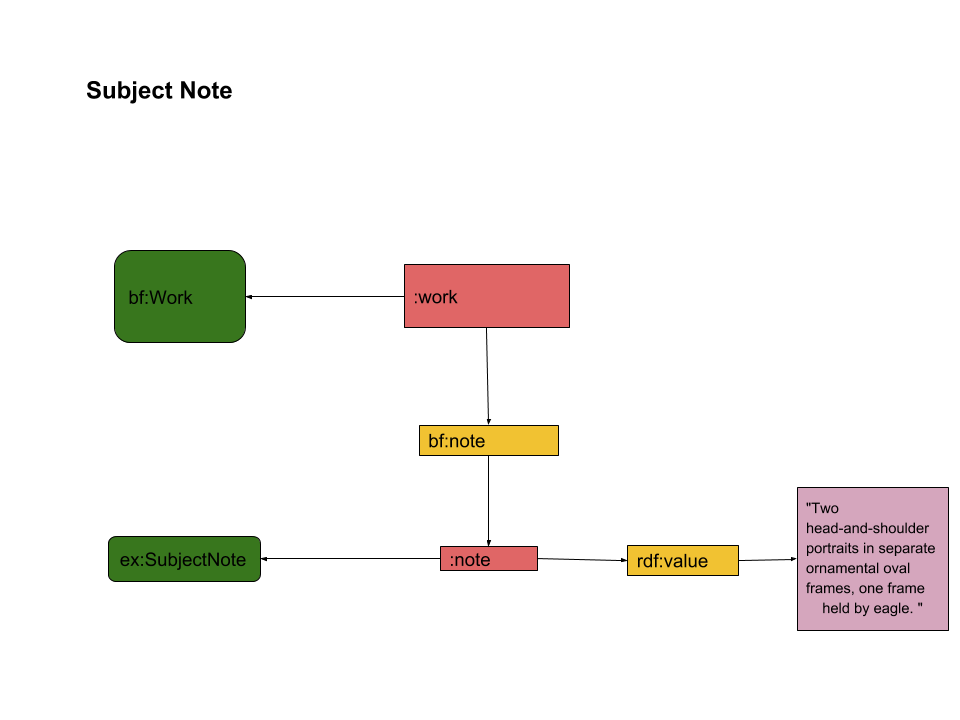 Subject Note
bf:Work
:work
bf:note
ex:SubjectNote
:note
rdf:value
"Two
head-and-shoulder
portraits in separate
ornamental oval
frames, one frame
held by eagle. "